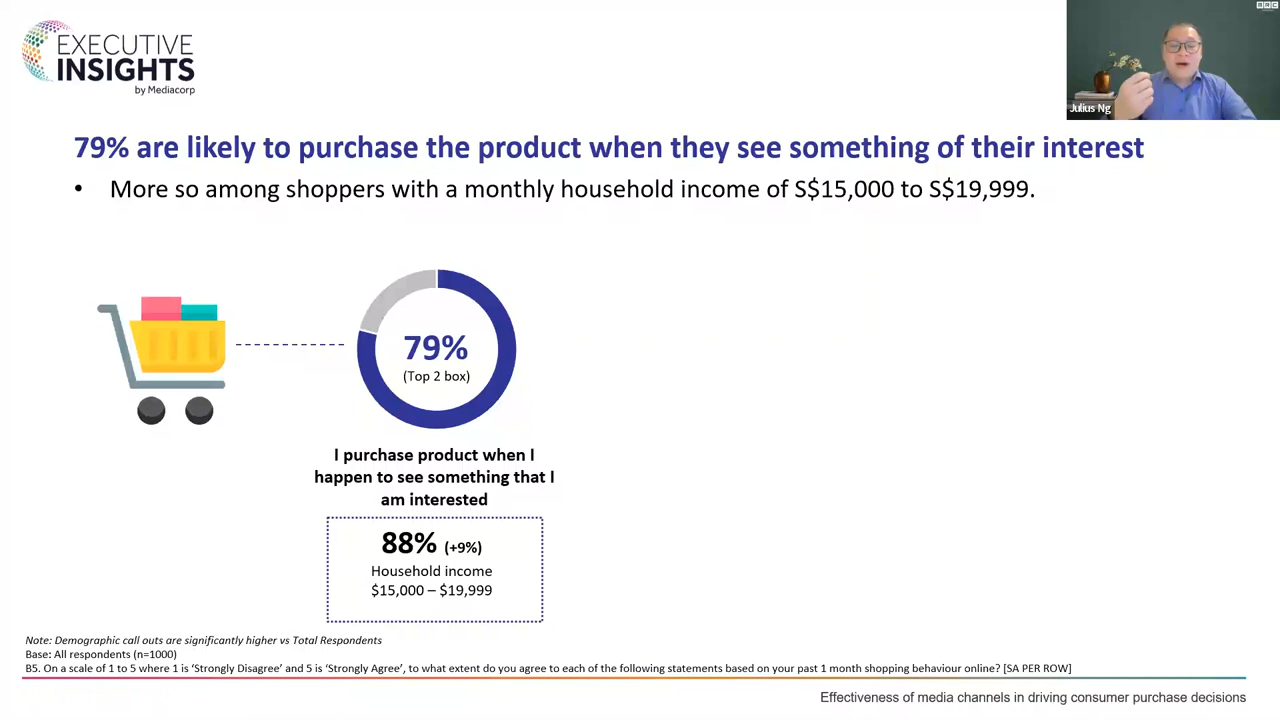 EXECUTIVE
INSIGHTS
by Mediacorp
Julius Ng
79% are likely to purchase the product when they see something of their interest
• More so among shoppers with a monthly household income of S$15,000 to S$19,999.
79%
(Top 2 box)
I purchase product when I
happen to see something that I
am interested
88% (+9%)
Household income
$15,000 – $19,999
Note: Demographic call outs are significantly higher vs Total Respondents
Base: All respondents (n=1000)
B5. On a scale of 1 to 5 where 1 is ‘Strongly Disagree’ and 5 is ‘Strongly Agree’, to what extent do you agree to each of the following statements based on your past 1 month shopping behaviour online? [SA PER ROW]
Effectiveness of media channels in driving consumer purchase decisions